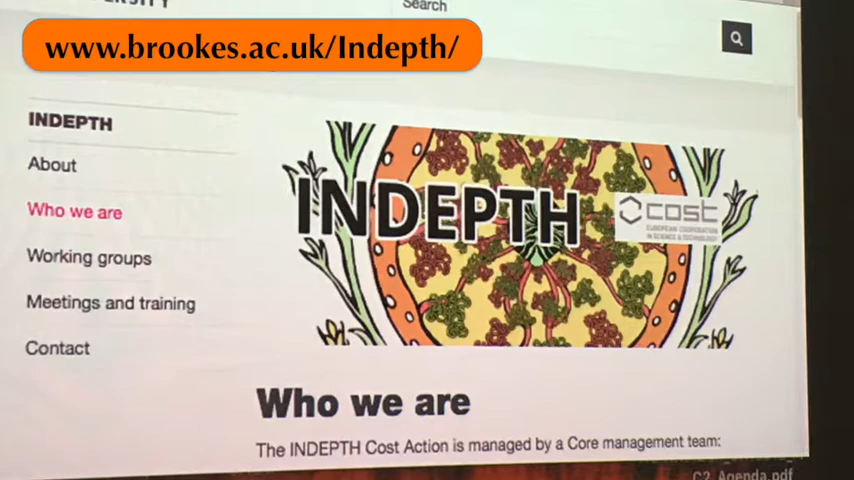 Search
www.brookes.ac.uk/Indepth/
INDEPTH
About
Who we are
Working groups
Meetings and training
Contact
INDEPTH
cost
EUROPEAN COOPERATION
IN SCIENCE & TECHNOLOGY
Who we are
The INDEPTH Cost Action is managed by a Core management team:
C2_Agenda.pdf